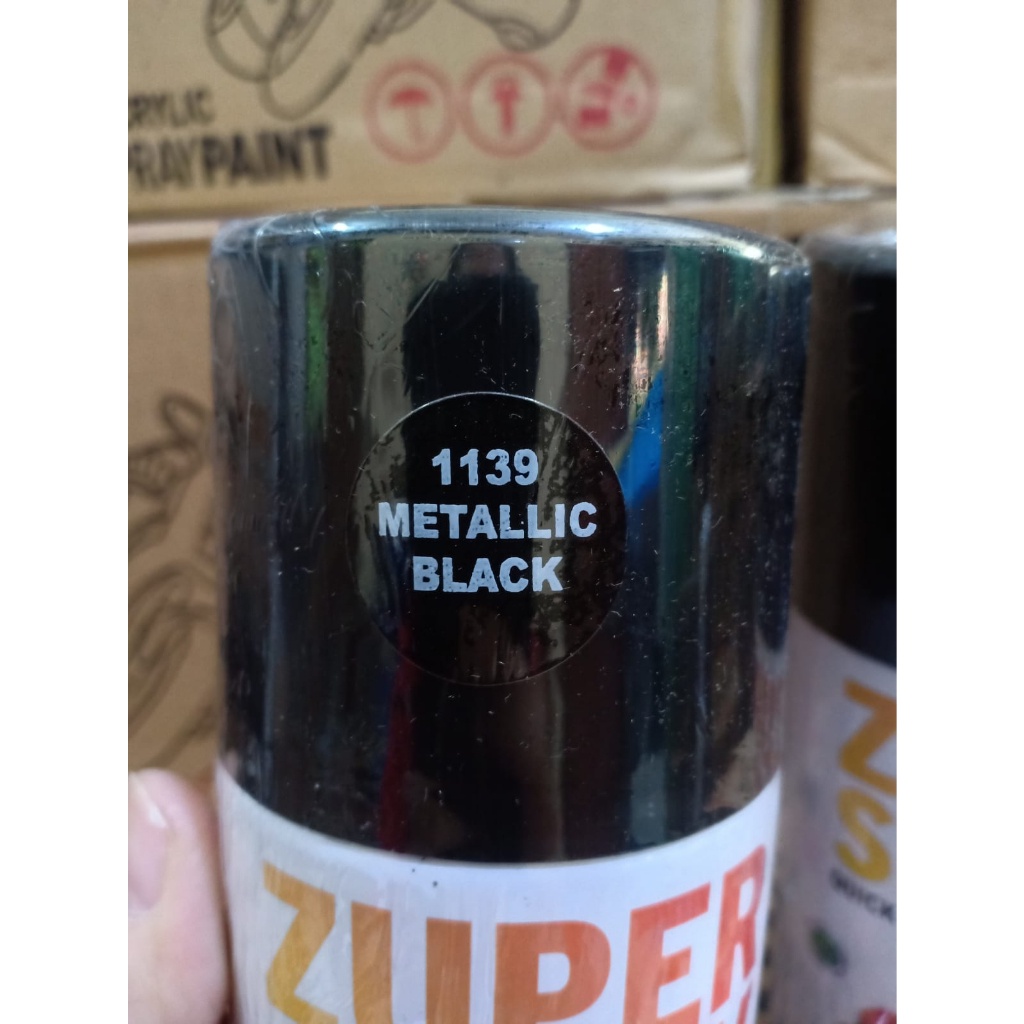 RYLIC
RAYPAINT
1139
METALLIC
BLACK
ZUPER
Z
S